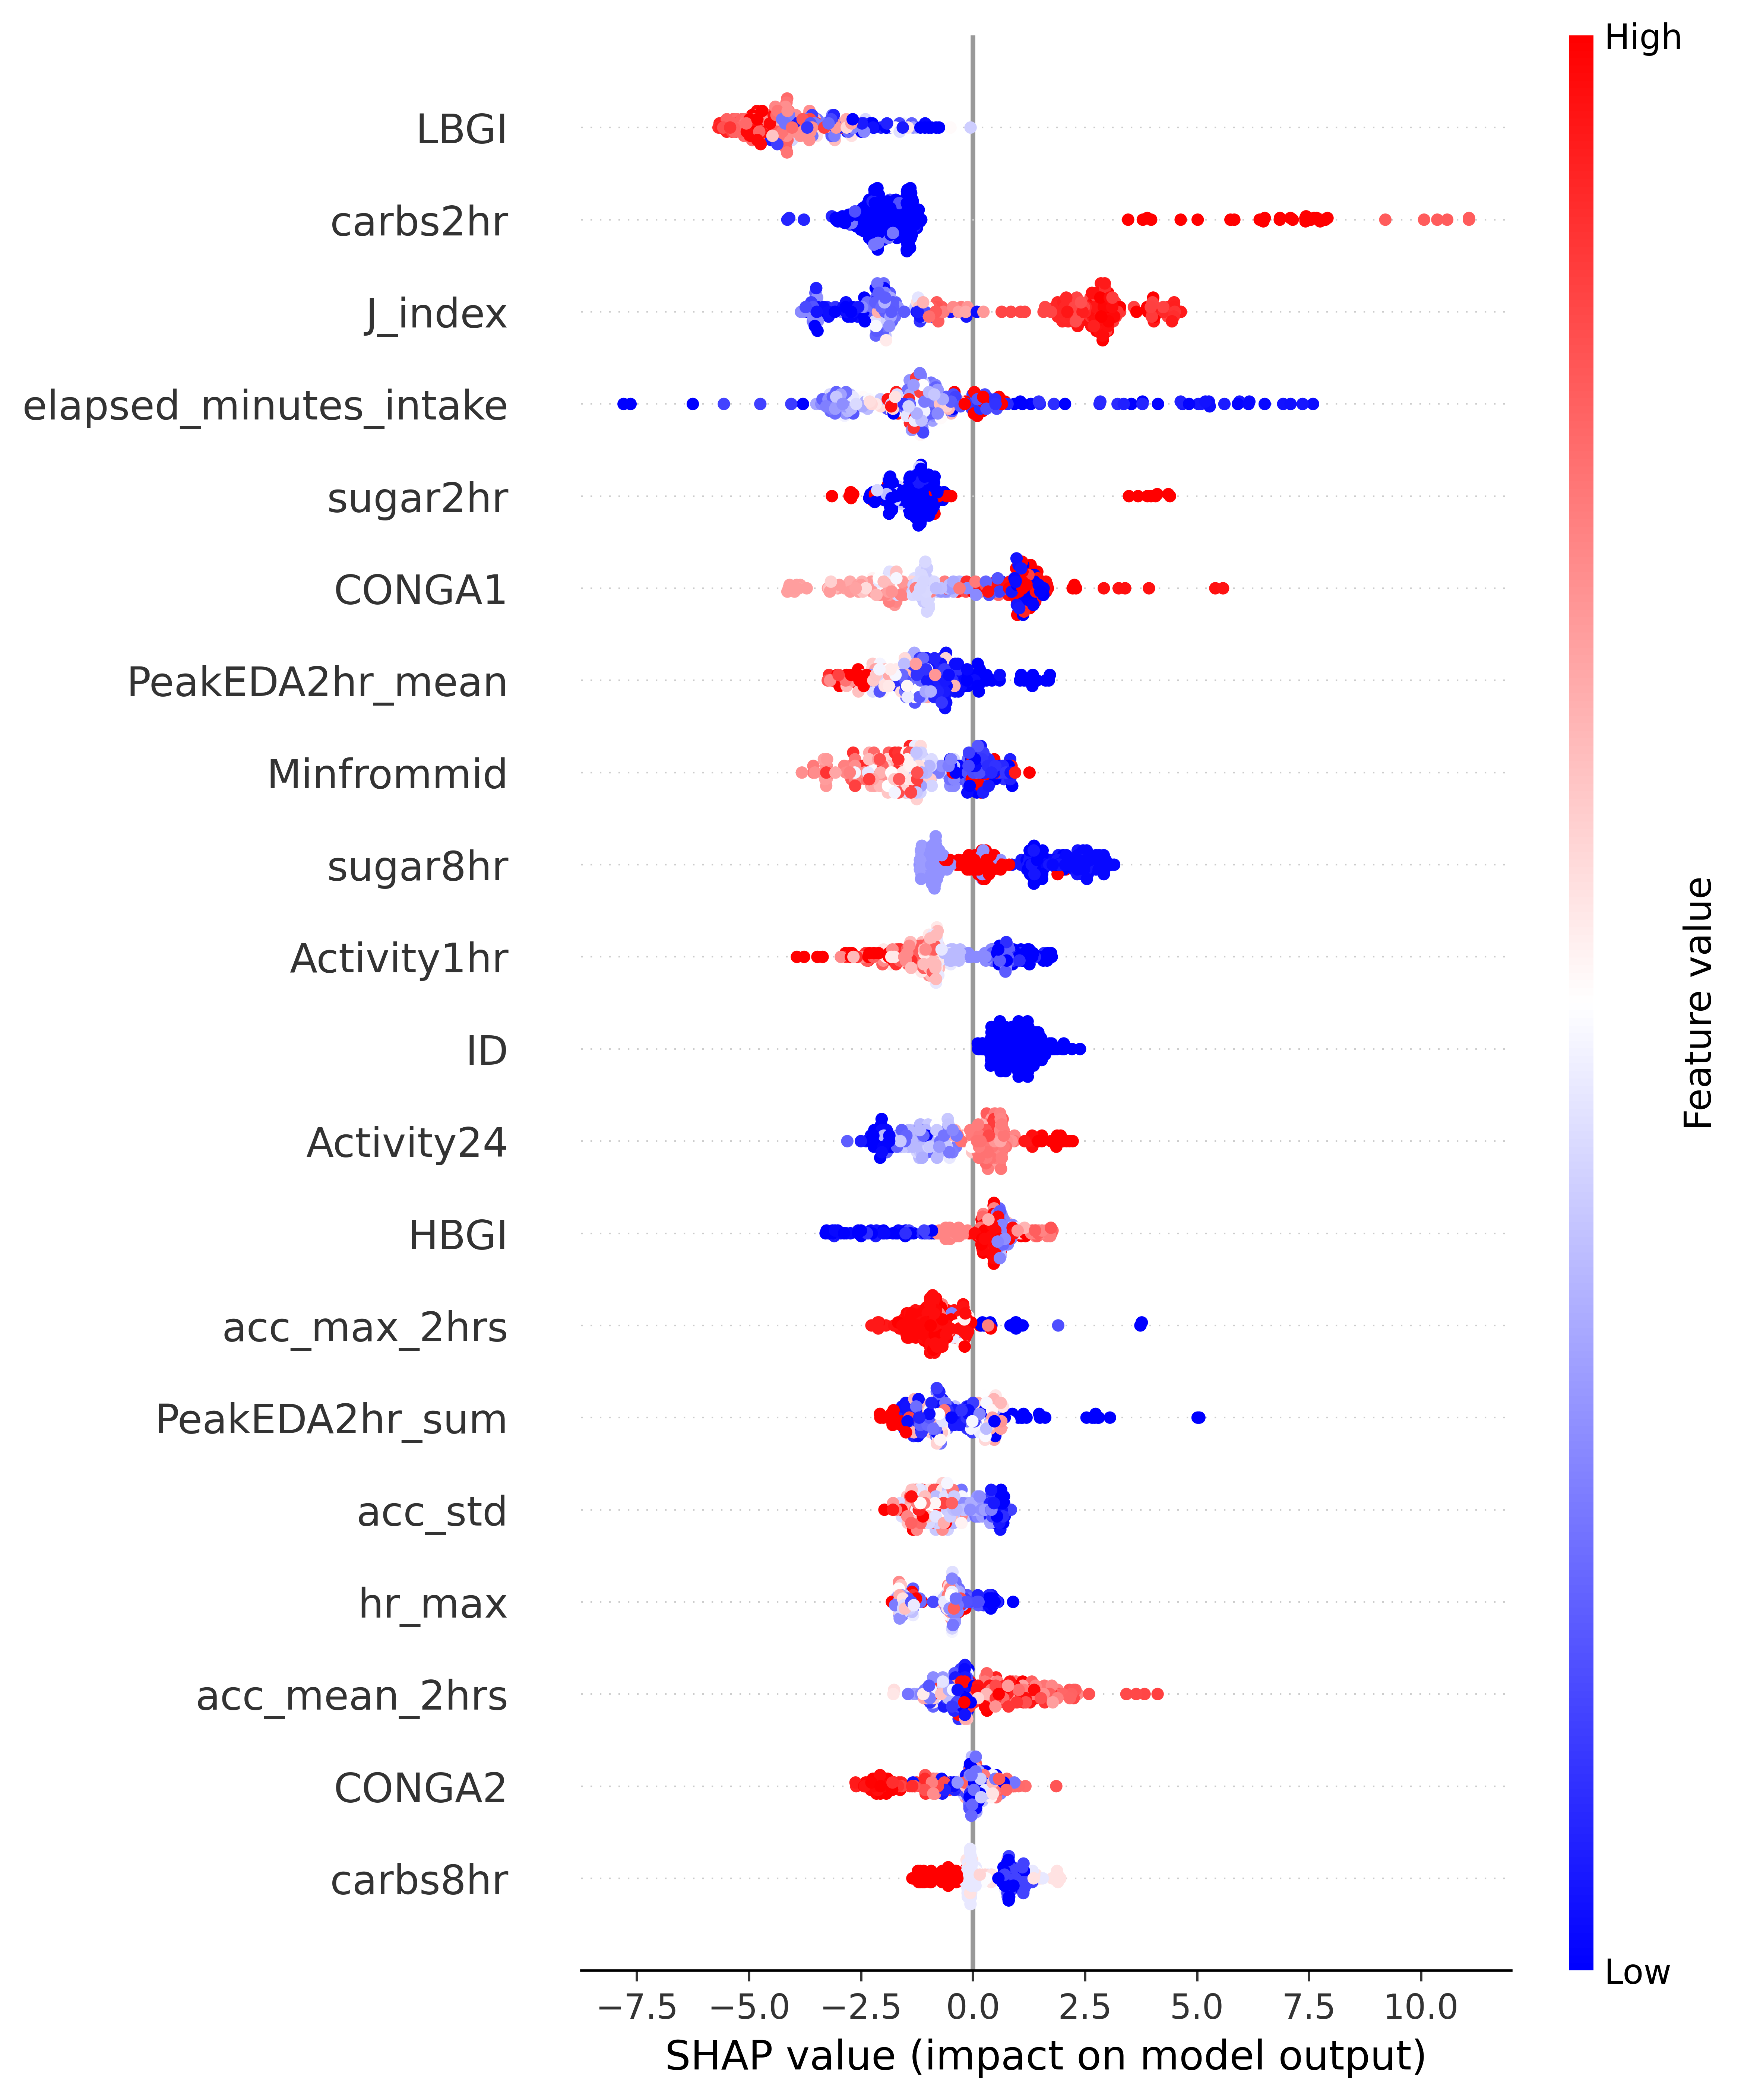 High
LBGI
carbs2hr
J_index
elapsed_minutes_intake
sugar2hr
CONGA1
PeakEDA2hr_mean
Minfrommid
sugar8hr
Activity1hr
ID
Activity24
HBGI
acc_max_2hrs
PeakEDA2hr_sum
acc_std
hr_max
acc_mean_2hrs
CONGA2
carbs8hr
Feature value
Low
−7.5 −5.0 −2.5 0.0 2.5 5.0 7.5 10.0
SHAP value (impact on model output)